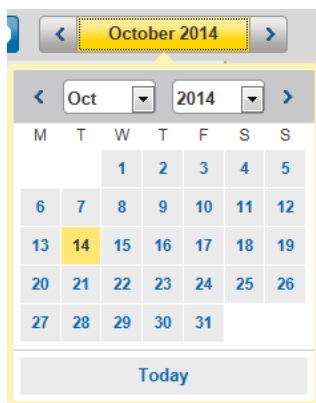 October 2014
Oct 2014
M T W T F S S
1 2 3 4 5
6 7 8 9 10 11 12
13 14 15 16 17 18 19
20 21 22 23 24 25 26
27 28 29 30 31
Today